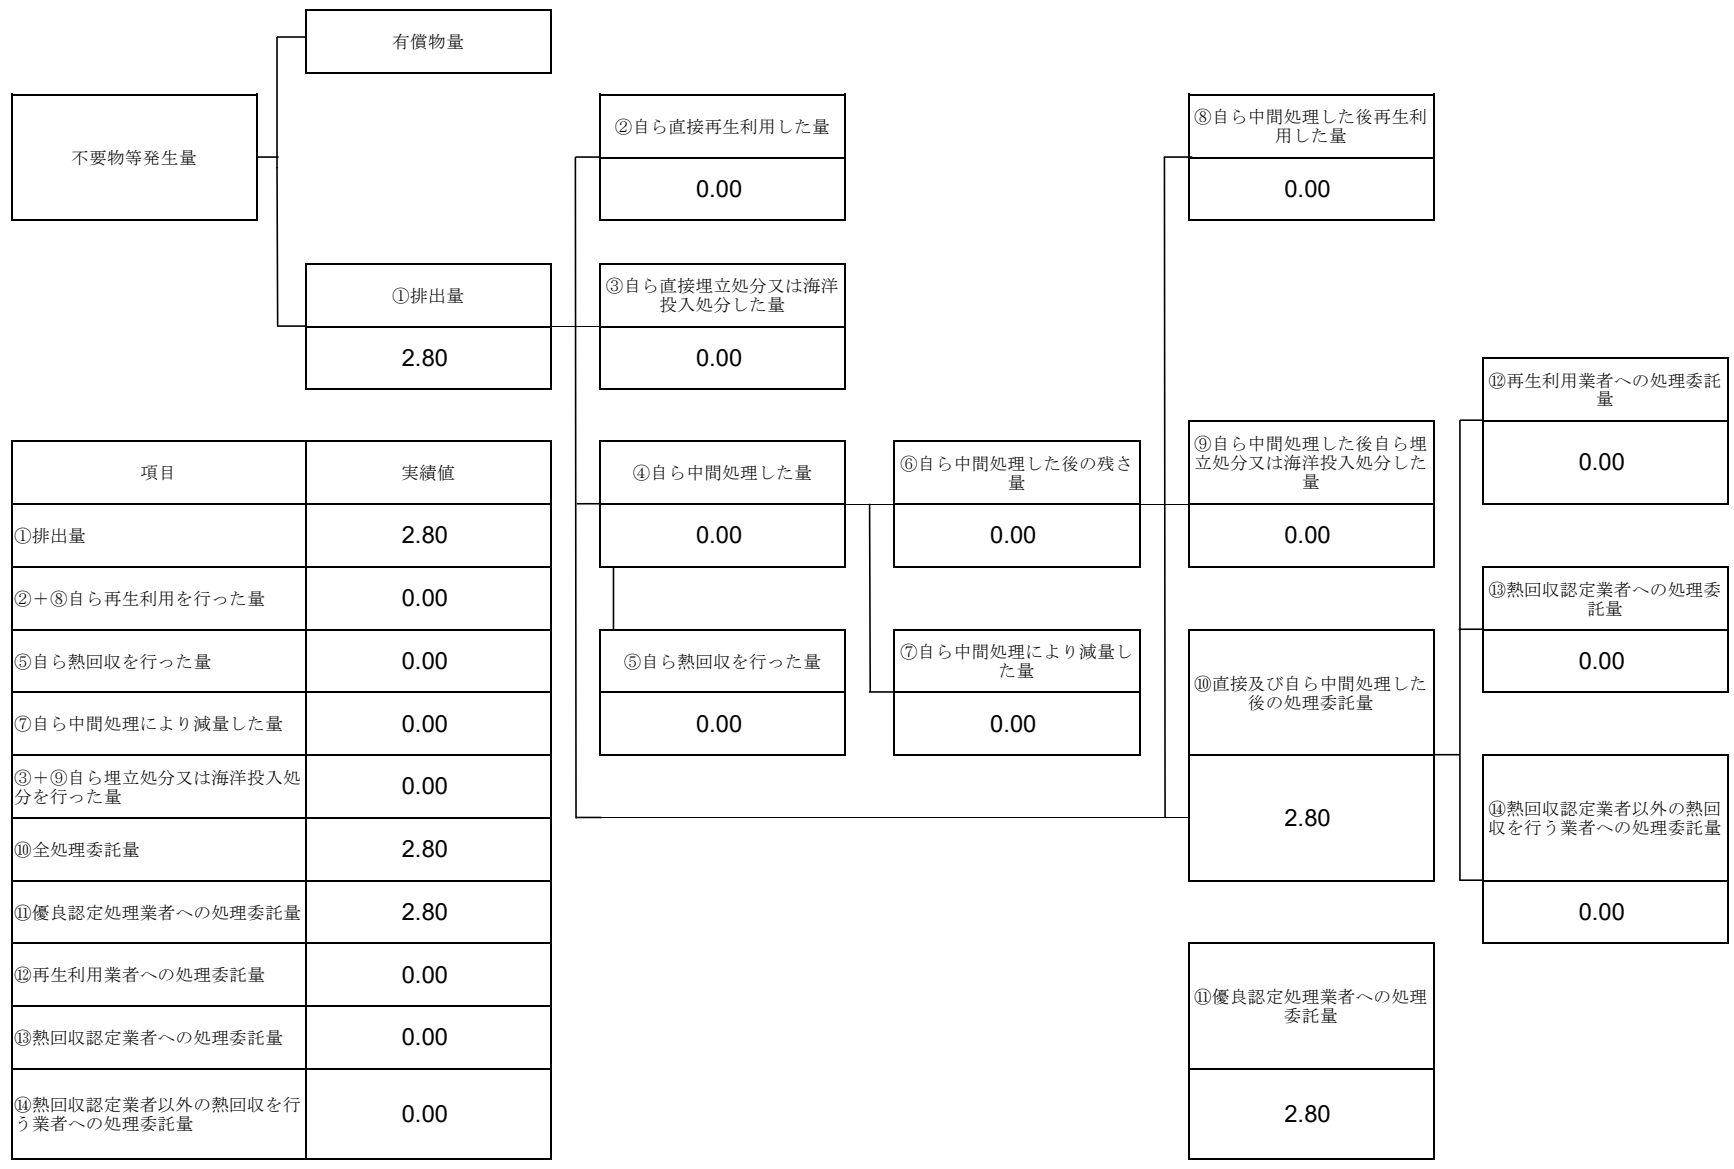 有償物量
不要物等発生量
②自ら直接再生利用した量
0.00
⑧自ら中間処理した後再生利
用した量
0.00
①排出量
2.80
③自ら直接埋立処分又は海洋
投入処分した量
0.00
④自ら中間処理した量
0.00
⑥自ら中間処理した後の残さ
量
0.00
⑨自ら中間処理した後自ら埋
立処分又は海洋投入処分した
量
0.00
⑫再生利用業者への処理委託
量
0.00
⑤自ら熱回収を行った量
0.00
⑦自ら中間処理により減量し
た量
0.00
⑩直接及び自ら中間処理した
後の処理委託量
2.80
⑬熱回収認定業者への処理委
託量
0.00
⑭熱回収認定業者以外の熱回
収を行う業者への処理委託量
0.00
⑪優良認定処理業者への処理
委託量
2.80
項目 実績値
①排出量 2.80
②+⑧自ら再生利用を行った量 0.00
⑤自ら熱回収を行った量 0.00
⑦自ら中間処理により減量した量 0.00
③+⑨自ら埋立処分又は海洋投入処
分を行った量 0.00
⑩全処理委託量 2.80
⑪優良認定処理業者への処理委託量 2.80
⑫再生利用業者への処理委託量 0.00
⑬熱回収認定業者への処理委託量 0.00
⑭熱回収認定業者以外の熱回収を行
う業者への処理委託量 0.00